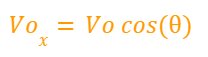 Vo_x = Vo cos(θ)